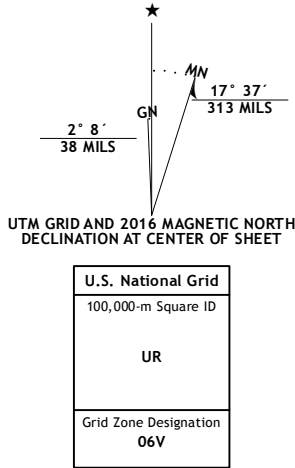 MN
GN
17° 37´
313 MILS
2° 8´
38 MILS
UTM GRID AND 2016 MAGNETIC NORTH
DECLINATION AT CENTER OF SHEET
U.S. National Grid
100,000-m Square ID
UR
Grid Zone Designation
06V